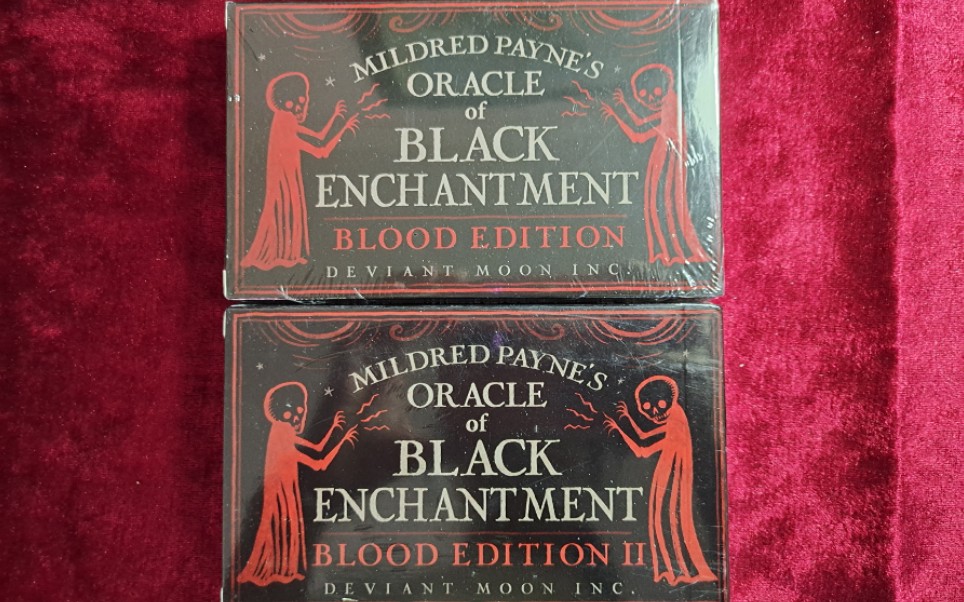 MILDRED PAYNE'S
ORACLE
of
BLACK
ENCHANTMENT
BLOOD EDITION
DEVIANT MOON INC.
MILDRED PAYNE'S
ORACLE
of
BLACK
ENCHANTMENT
BLOOD EDITION II
DEVIANT MOON INC.